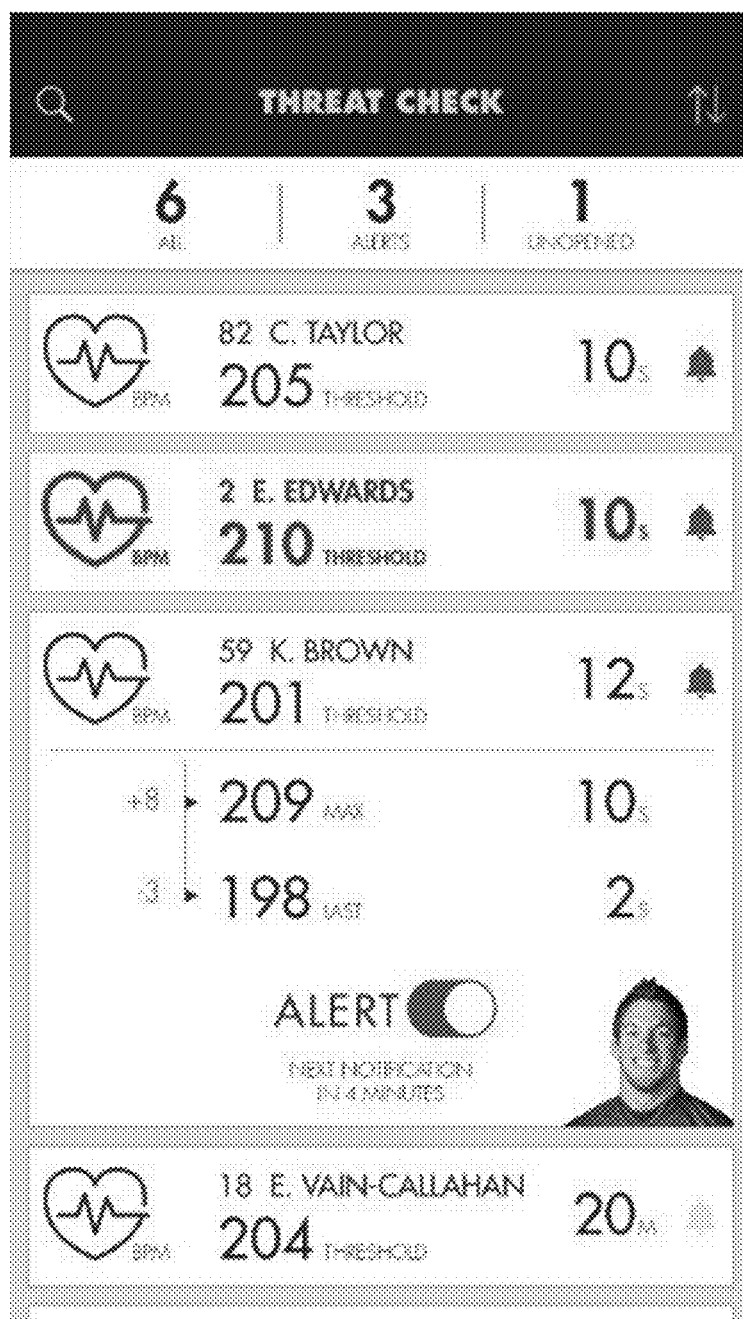 THREAT CHECK
6 | 3 | 1
ALL ALERTS UNOPENED
82 C. TAYLOR
205 THRESHOLD 10S
BPM
2 E. EDWARDS
210 THRESHOLD 10S
BPM
59 K. BROWN
201 THRESHOLD 12S
BPM
+8 209 MAX 10S
-3 198 LAST 2S
ALERT
NEXT NOTIFICATION
IN 4 MINUTES
18 E. VAIN-CALLAHAN
204 THRESHOLD 20M
BPM